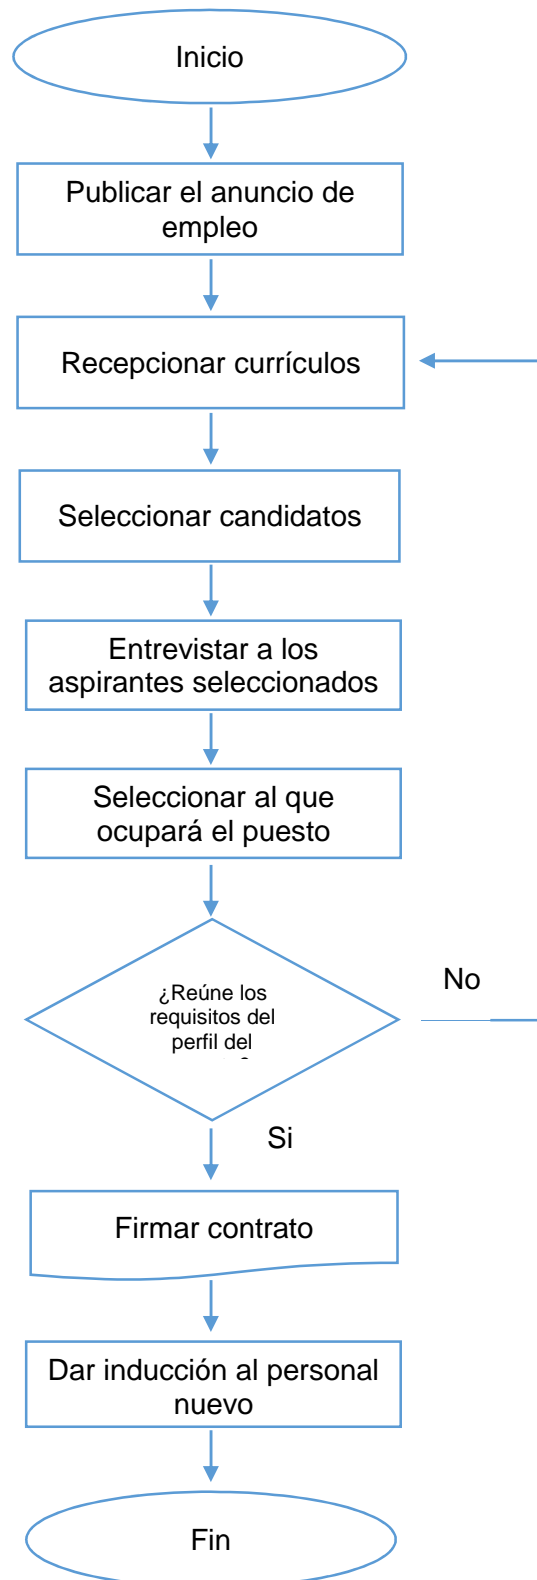 Inicio
Publicar el anuncio de
empleo
Recepcionar currículos
Seleccionar candidatos
Entrevistar a los
aspirantes seleccionados
Seleccionar al que
ocupará el puesto
¿Reúne los
requisitos del
perfil del
No
Si
Firmar contrato
Dar inducción al personal
nuevo
Fin